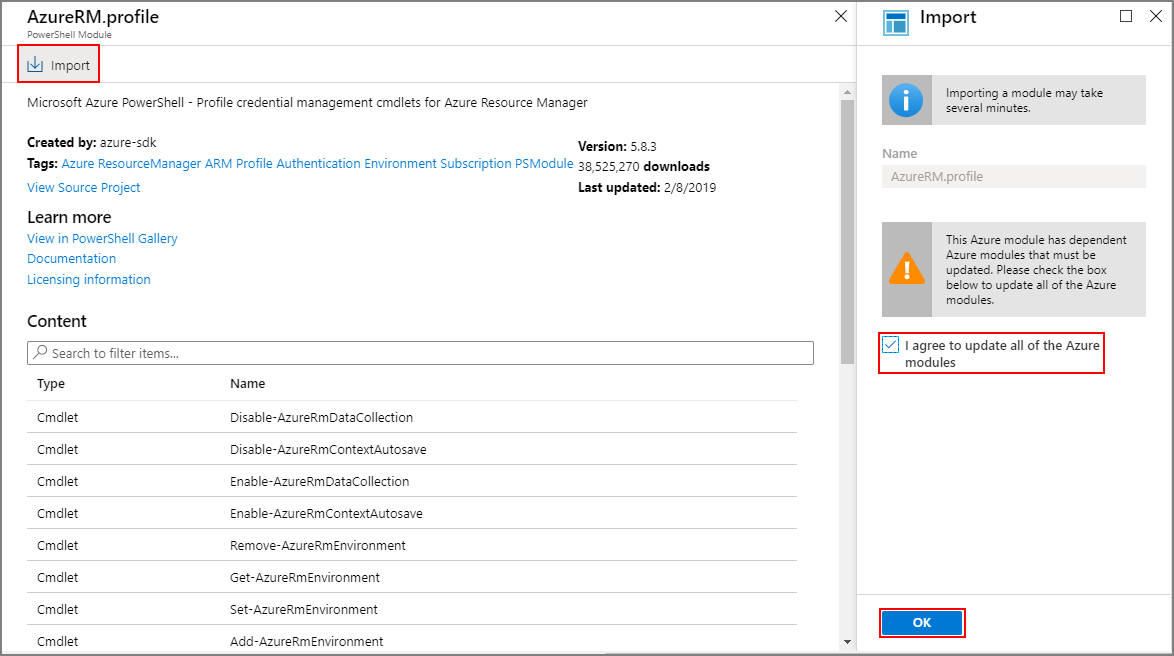 AzureRM.profile
PowerShell Module
Import
Microsoft Azure PowerShell - Profile credential management cmdlets for Azure Resource Manager
Created by: azure-sdk
Tags: Azure ResourceManager ARM Profile Authentication Environment Subscription PSModule
View Source Project
Version: 5.8.3
38,525,270 downloads
Last updated: 2/8/2019
Learn more
View in PowerShell Gallery
Documentation
Licensing information
Content
Search to filter items...
Type Name
Cmdlet Disable-AzureRmDataCollection
Cmdlet Disable-AzureRmContextAutosave
Cmdlet Enable-AzureRmDataCollection
Cmdlet Enable-AzureRmContextAutosave
Cmdlet Remove-AzureRmEnvironment
Cmdlet Get-AzureRmEnvironment
Cmdlet Set-AzureRmEnvironment
Cmdlet Add-AzureRmEnvironment
Import
Importing a module may take
several minutes.
Name
AzureRM.profile
This Azure module has dependent
Azure modules that must be
updated. Please check the box
below to update all of the Azure
modules.
I agree to update all of the Azure
modules
OK